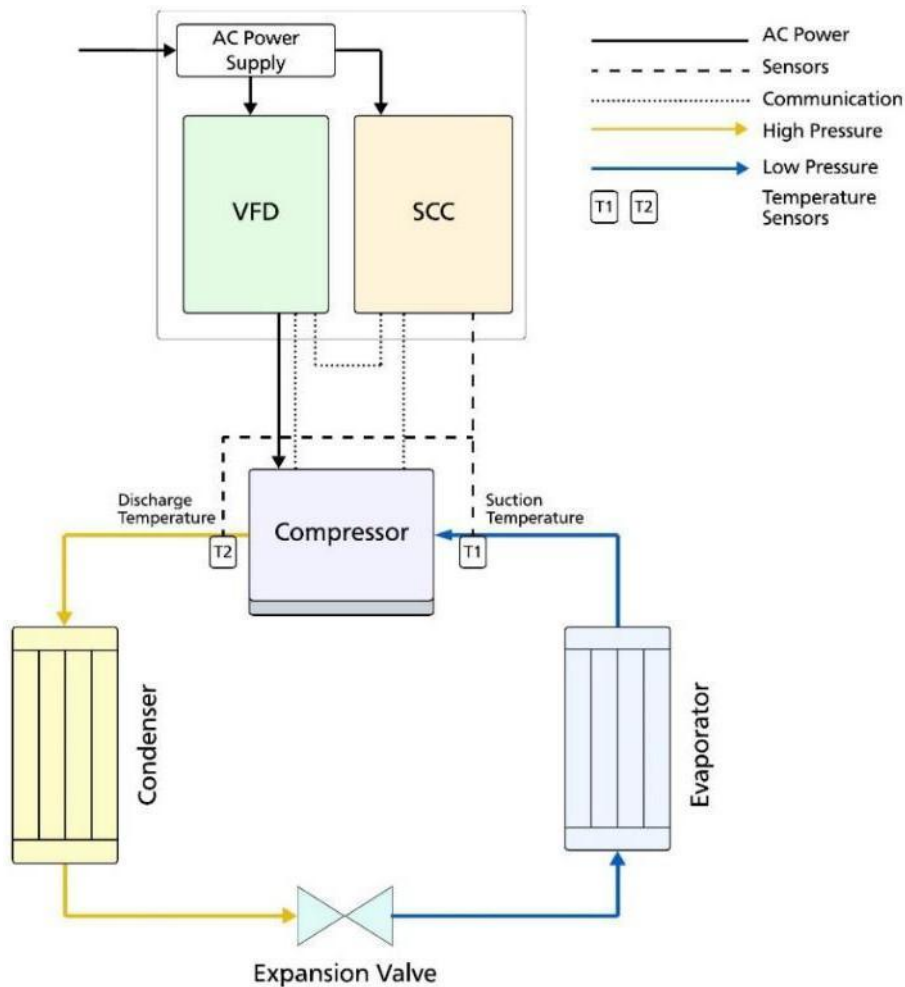 AC Power
Supply
VFD
SCC
AC Power
Sensors
Communication
High Pressure
Low Pressure
T1
T2
Temperature
Sensors
Discharge
Temperature
T2
Compressor
Suction
Temperature
T1
Condenser
Evaporator
Expansion Valve